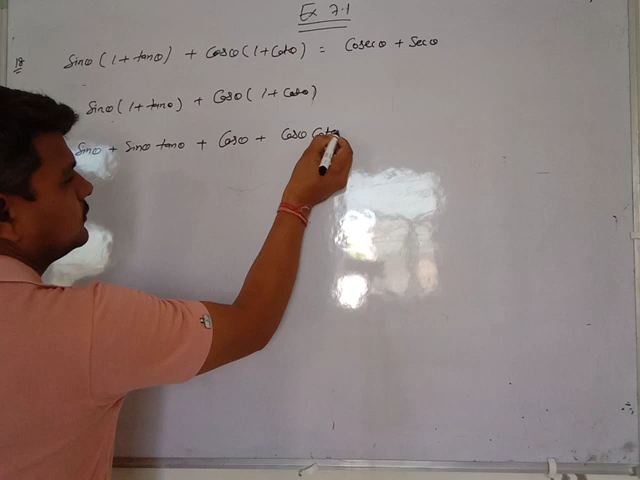 Ex 7.1
18 Sinθ (1 + tanθ) + Cosθ (1 + Cotθ) = Cosecθ + Secθ
Sinθ (1 + tanθ) + Cosθ (1 + Cotθ)
Sinθ + Sinθ tanθ + Cosθ + Cosθ Cotθ